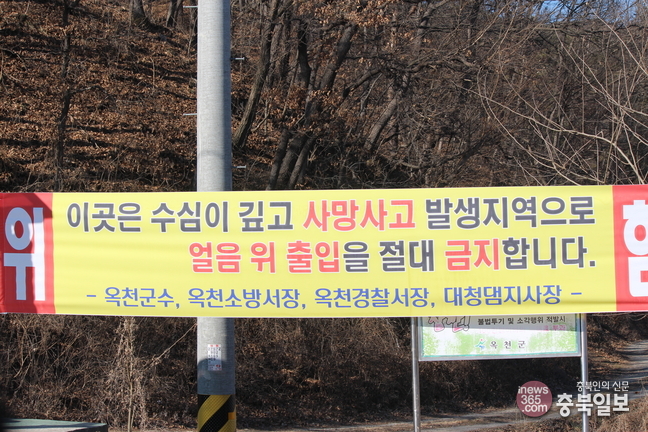 위
이곳은 수심이 깊고 사망사고 발생지역으로
얼음 위 출입을 절대 금지합니다.
- 옥천군수, 옥천소방서장, 옥천경찰서장, 대청댐지사장 -
험
불법투기 및 소각행위 적발시
옥천군
inews
365.com
충북인의 신문
충북일보